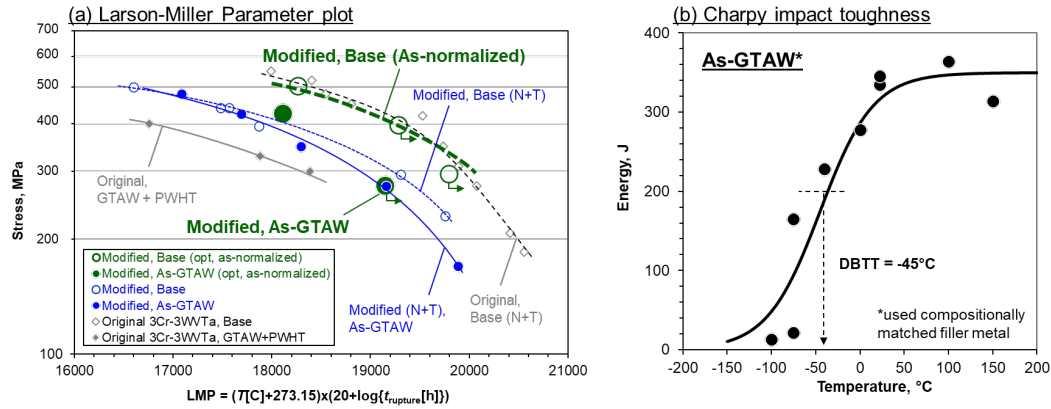 (a) Larson-Miller Parameter plot
700
600
500
400
300
200
100
Stress, MPa
16000
17000
18000
19000
20000
21000
LMP = (T[C]+273.15)x(20+log{t_rupture[h]})
Modified, Base (As-normalized)
Modified, Base (N+T)
Original,
GTAW + PWHT
Modified, As-GTAW
Modified (N+T),
As-GTAW
Original,
Base (N+T)
Modified, Base (opt, as-normalized)
Modified, As-GTAW (opt, as-normalized)
Modified, Base
Modified, As-GTAW
Original 3Cr-3WVTa, Base
Original 3Cr-3WVTa, GTAW+PWHT
(b) Charpy impact toughness
400
300
200
100
0
Energy, J
-200
-150
-100
-50
0
50
100
150
200
Temperature, °C
As-GTAW*
DBTT = -45°C
*used compositionally
matched filler metal